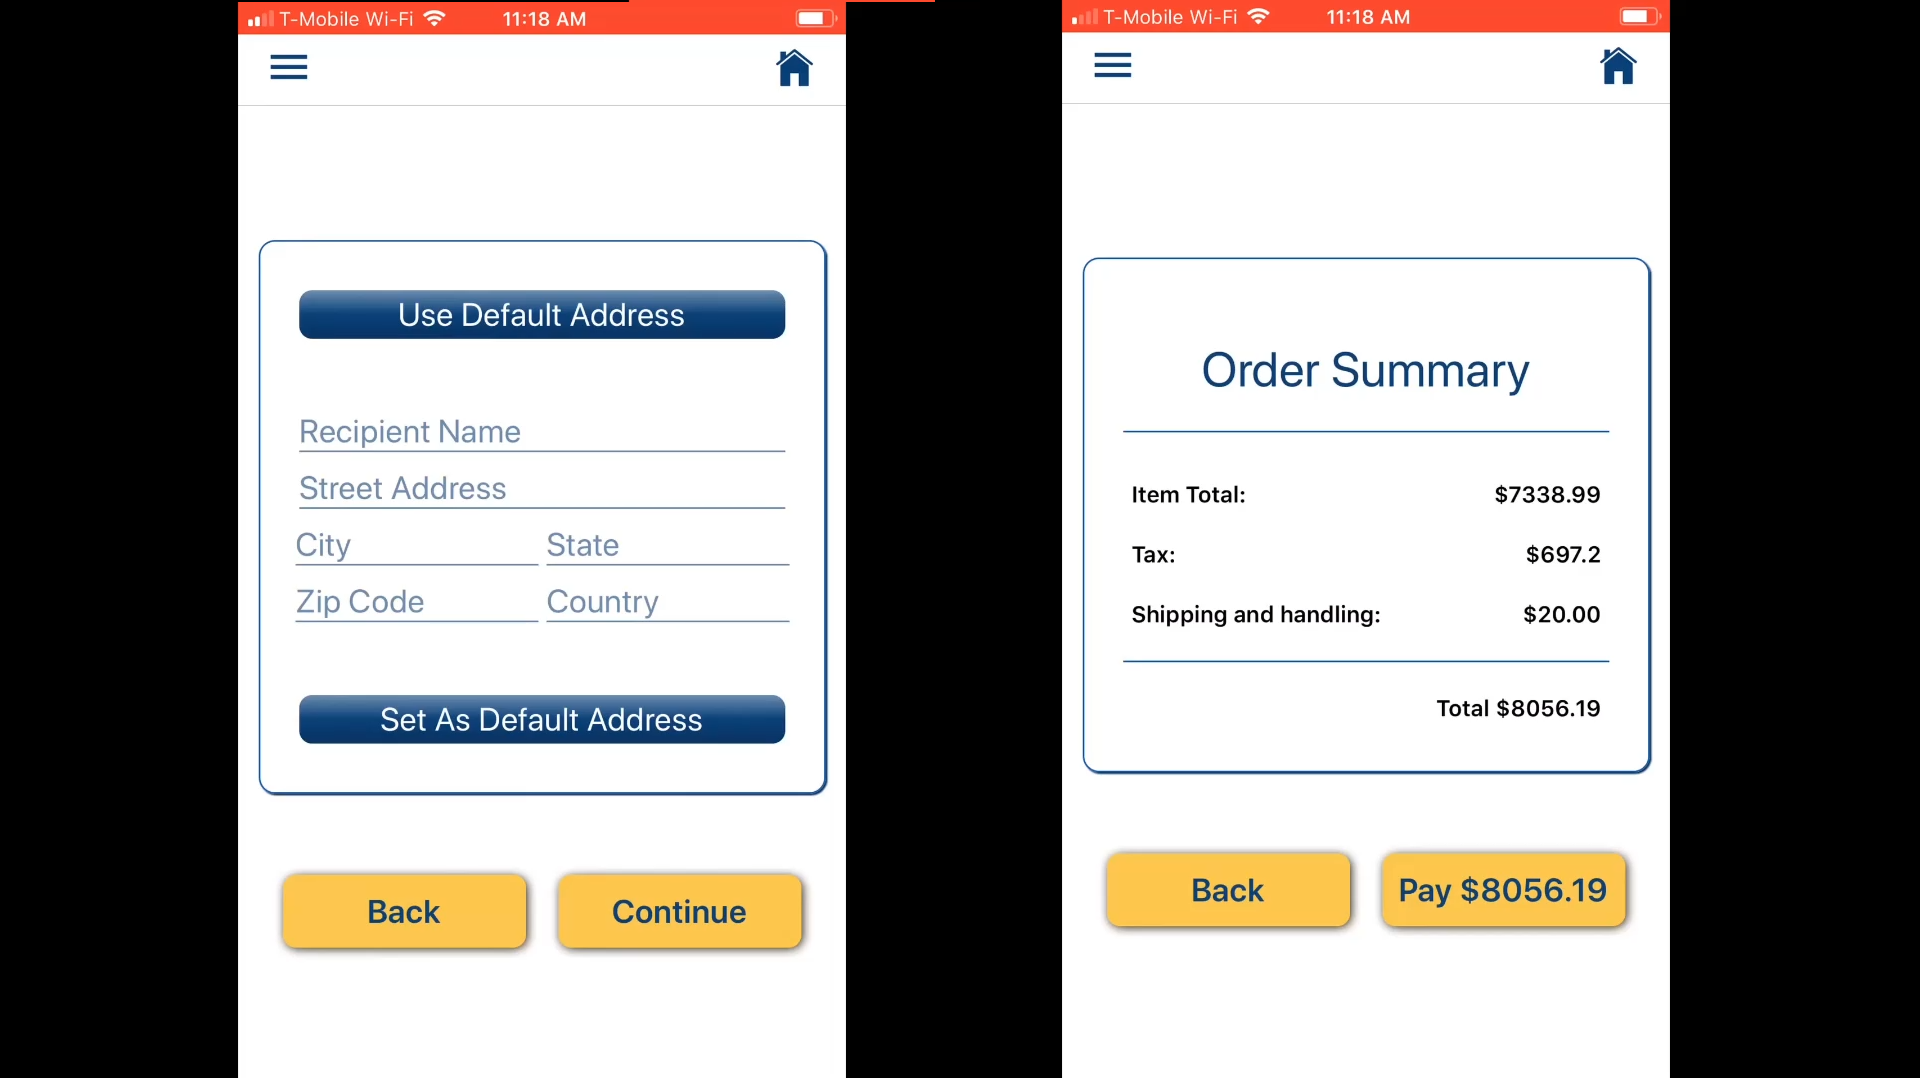 T-Mobile Wi-Fi 11:18 AM
Use Default Address
Recipient Name
Street Address
City State
Zip Code Country
Set As Default Address
Back Continue
T-Mobile Wi-Fi 11:18 AM
Order Summary
Item Total: $7338.99
Tax: $697.2
Shipping and handling: $20.00
Total $8056.19
Back Pay $8056.19